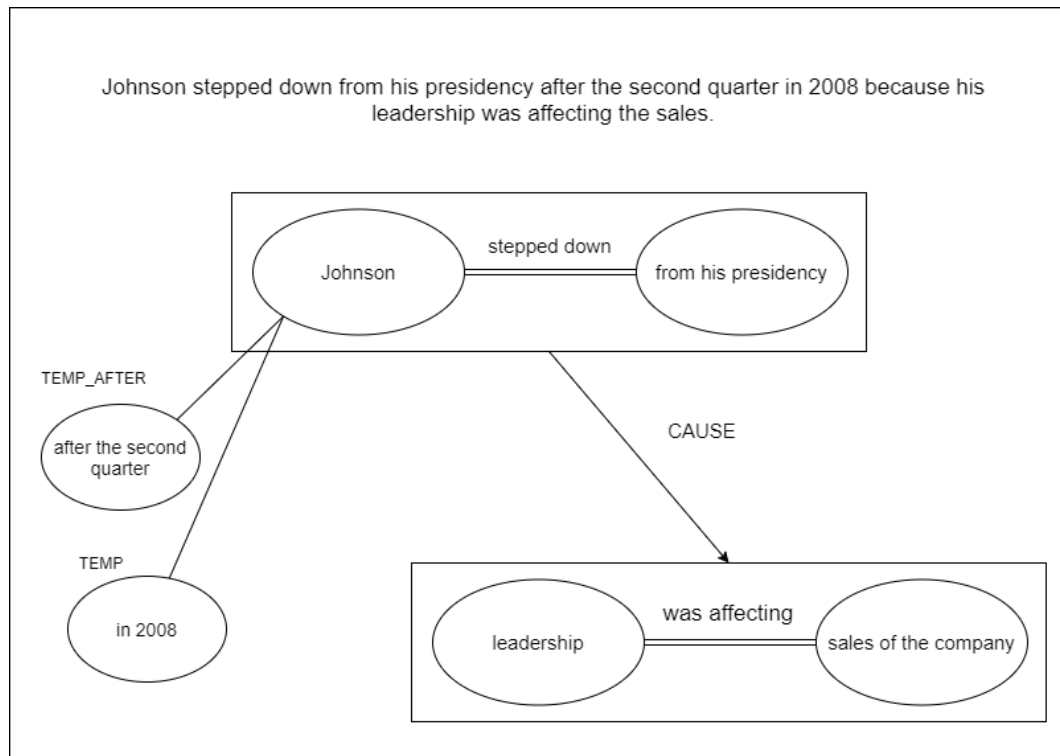 Johnson stepped down from his presidency after the second quarter in 2008 because his
leadership was affecting the sales.
stepped down
Johnson
from his presidency
TEMP_AFTER
after the second
quarter
CAUSE
TEMP
in 2008
was affecting
leadership
sales of the company